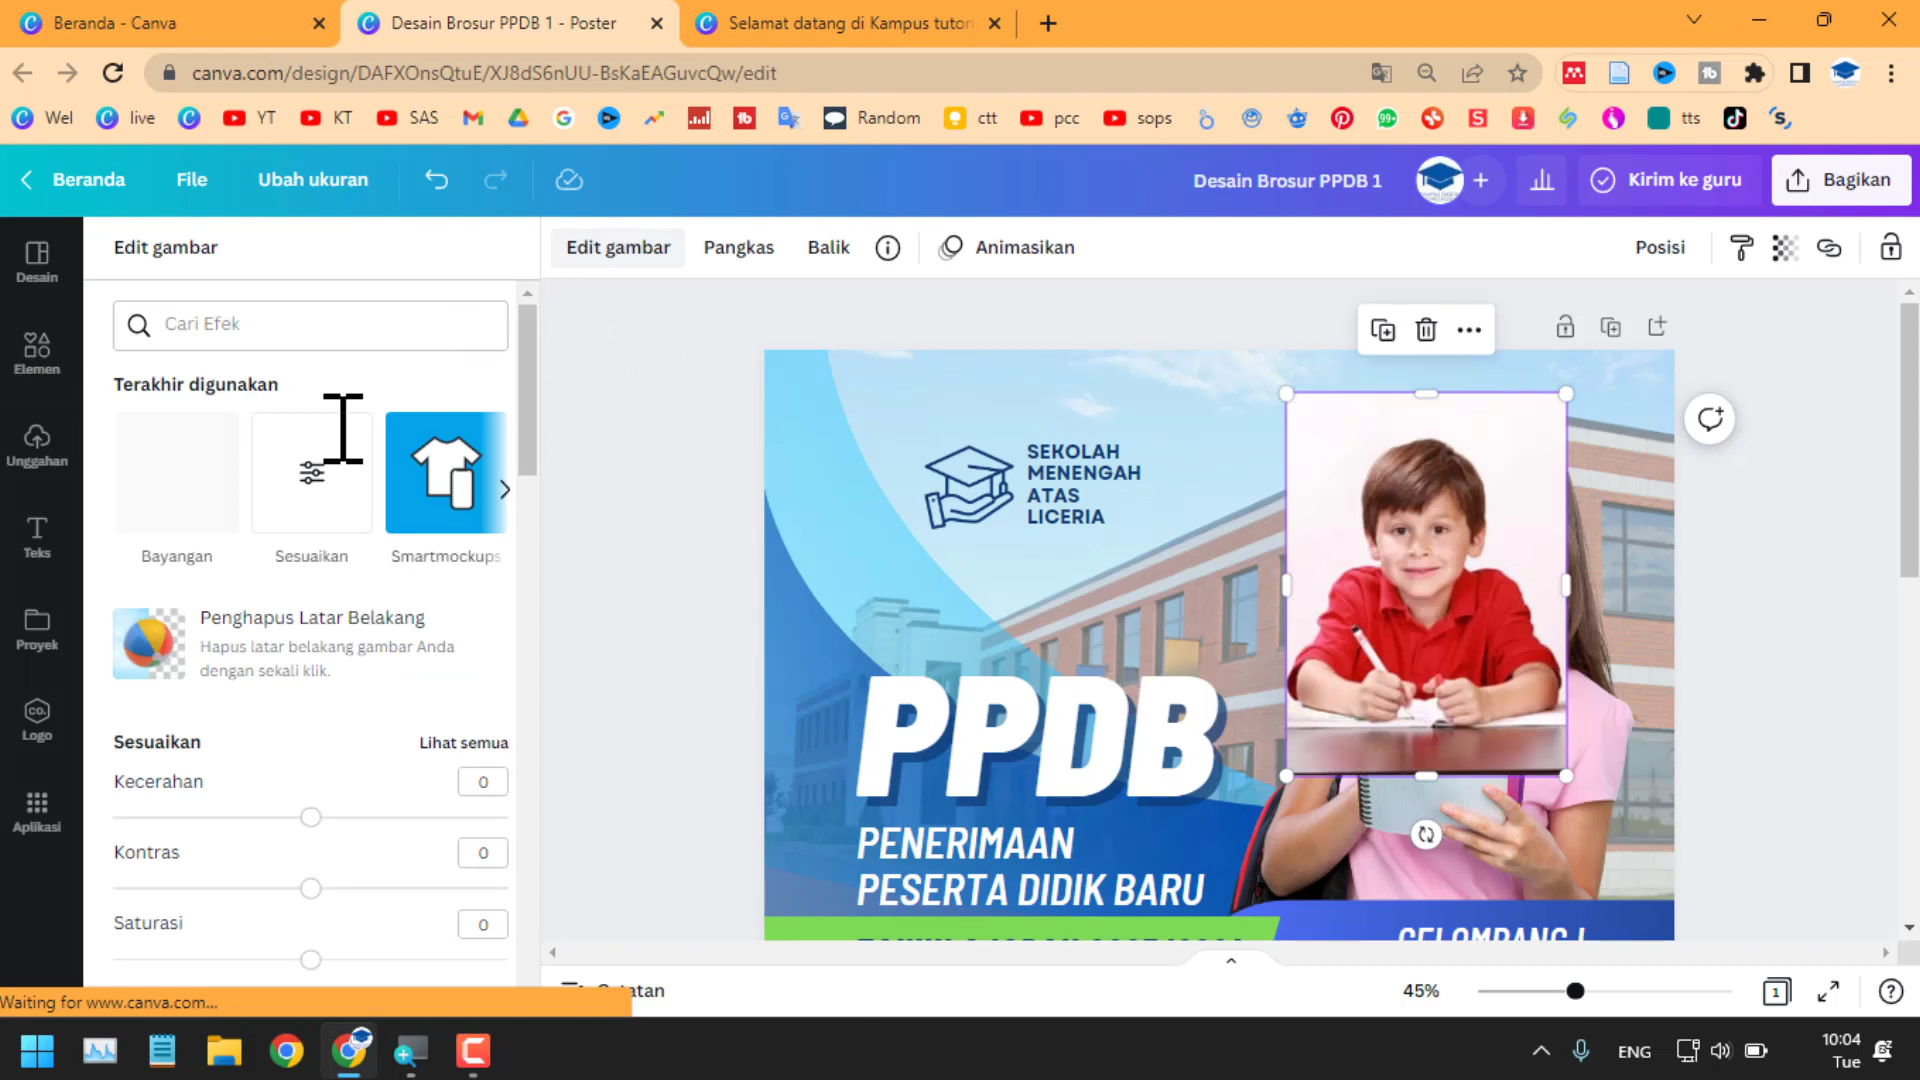 Beranda - Canva
Desain Brosur PPDB 1 - Poster
Selamat datang di Kampus tutori
canva.com/design/DAFXOnsQtuE/XJ8dS6nUU-BsKaEAGuvcQw/edit
Wel
live
YT
KT
SAS
Random
ctt
pcc
sops
99+
tts
Beranda
File
Ubah ukuran
Desain Brosur PPDB 1
Kirim ke guru
Bagikan
Edit gambar
Edit gambar
Pangkas
Balik
Animasikan
Posisi
Desain
Elemen
Unggahan
Teks
Proyek
CO.
Logo
Aplikasi
Cari Efek
Terakhir digunakan
Bayangan
Sesuaikan
Smartmockups
Penghapus Latar Belakang
Hapus latar belakang gambar Anda
dengan sekali klik.
Sesuaikan
Lihat semua
Kecerahan
0
Kontras
0
Saturasi
0
SEKOLAH
MENENGAH
ATAS
LICERIA
PPDB
PENERIMAAN
PESERTA DIDIK BARU
GELOMBANG I
Waiting for www.canva.com...
45%
1
ENG
10:04
Tue